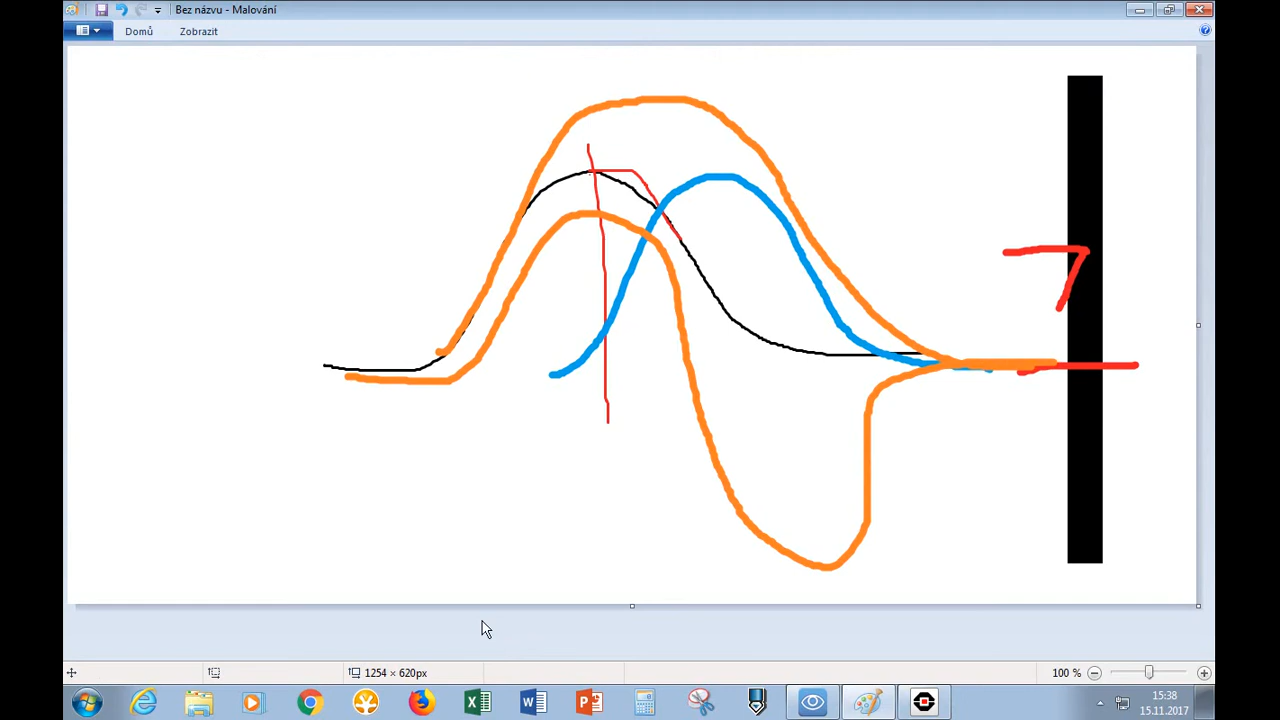 Bez názvu - Malování
Domů
Zobrazit
1254 × 620px
100 %
15:38
15.11.2017